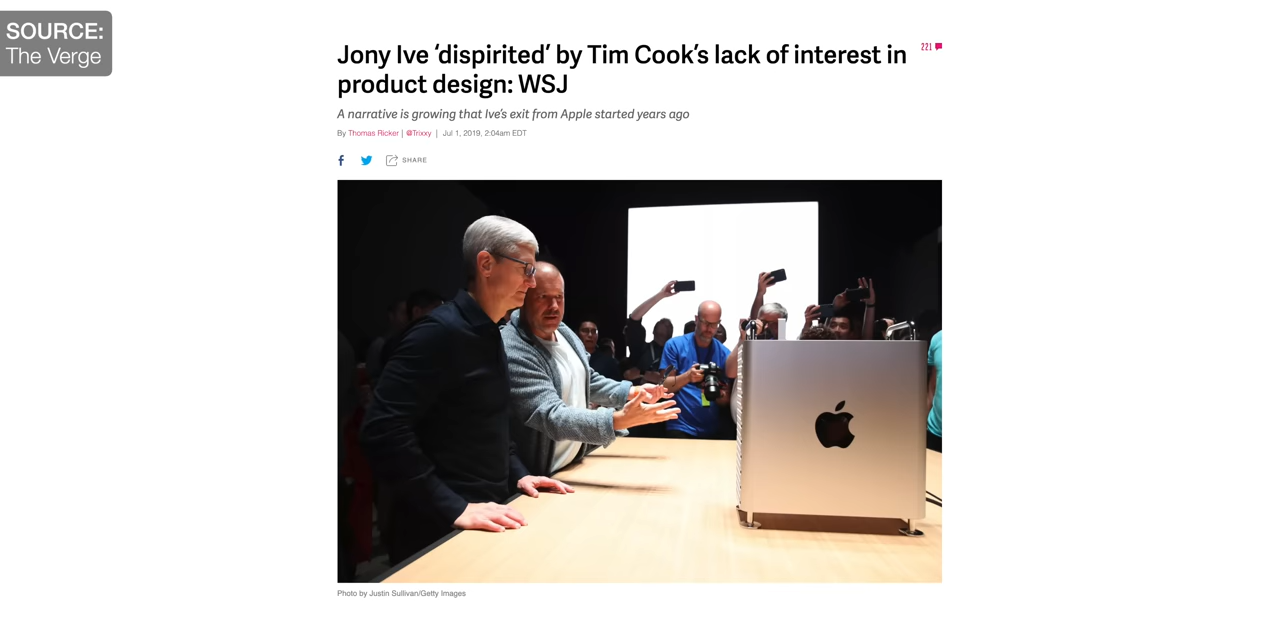 SOURCE:
The Verge
Jony Ive ‘dispirited’ by Tim Cook’s lack of interest in
product design: WSJ
221
A narrative is growing that Ive’s exit from Apple started years ago
By Thomas Ricker | @Trixxy | Jul 1, 2019, 2:04am EDT
SHARE
Photo by Justin Sullivan/Getty Images